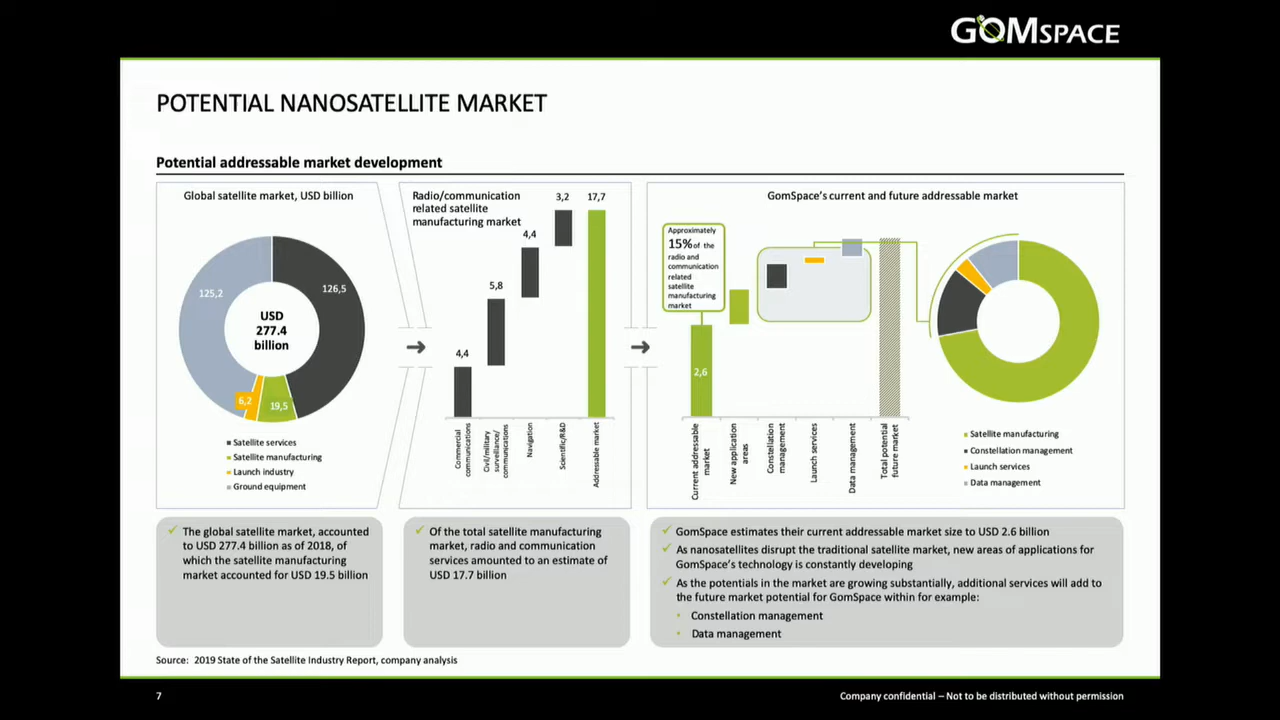 GOMSPACE
POTENTIAL NANOSATELLITE MARKET
Potential addressable market development
Global satellite market, USD billion
125,2
126,5
USD
277.4
billion
6,2
19,5
Satellite services
Satellite manufacturing
Launch industry
Ground equipment
Radio/communication
related satellite
manufacturing market
4,4
5,8
4,4
3,2
17,7
Commercial
communications
Civil/military
surveillance/
communications
Navigation
Scientific/R&D
Addressable market
GomSpace's current and future addressable market
Approximately
15% of the
radio and
communication
related
satellite
manufacturing
market
2,6
Current addressable
market
New application
areas
Constellation
management
Launch services
Data management
Total potential
future market
Satellite manufacturing
Constellation management
Launch services
Data management
The global satellite market, accounted
to USD 277.4 billion as of 2018, of
which the satellite manufacturing
market accounted for USD 19.5 billion
Of the total satellite manufacturing
market, radio and communication
services amounted to an estimate of
USD 17.7 billion
GomSpace estimates their current addressable market size to USD 2.6 billion
As nanosatellites disrupt the traditional satellite market, new areas of applications for
GomSpace's technology is constantly developing
As the potentials in the market are growing substantially, additional services will add to
the future market potential for GomSpace within for example:
Constellation management
Data management
Source: 2019 State of the Satellite Industry Report, company analysis
7
Company confidential – Not to be distributed without permission